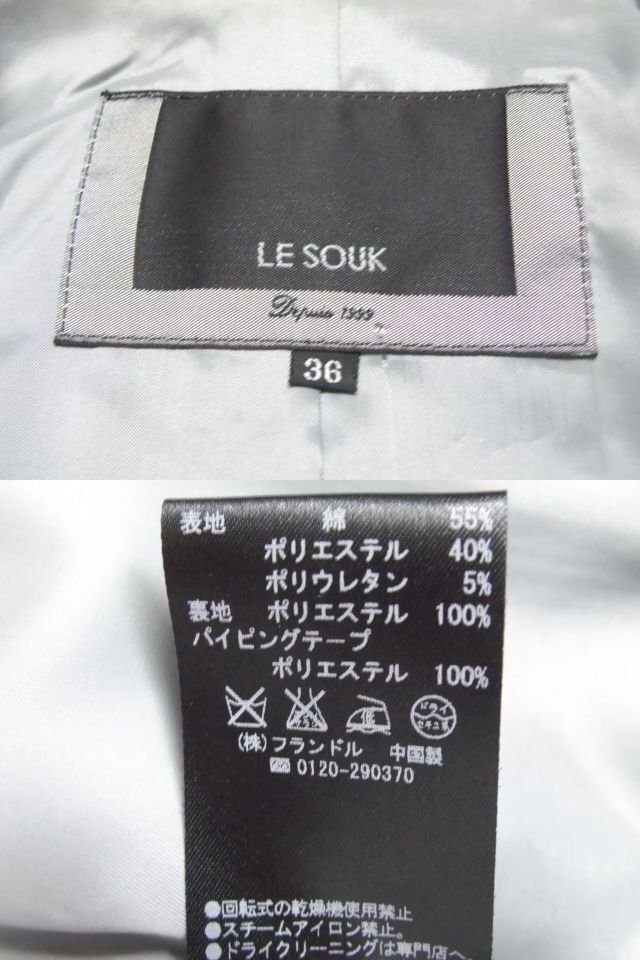 LE SOUK
Depuis 1999
36
表地 綿 55%
ポリエステル 40%
ポリウレタン 5%
裏地 ポリエステル 100%
パイピングテープ
ポリエステル 100%
低 ドライ
セキユ系
(株)フランドル 中国製
0120-290370
●回転式の乾燥機使用禁止
●スチームアイロン禁止。
●ドライクリーニングは専門店へ